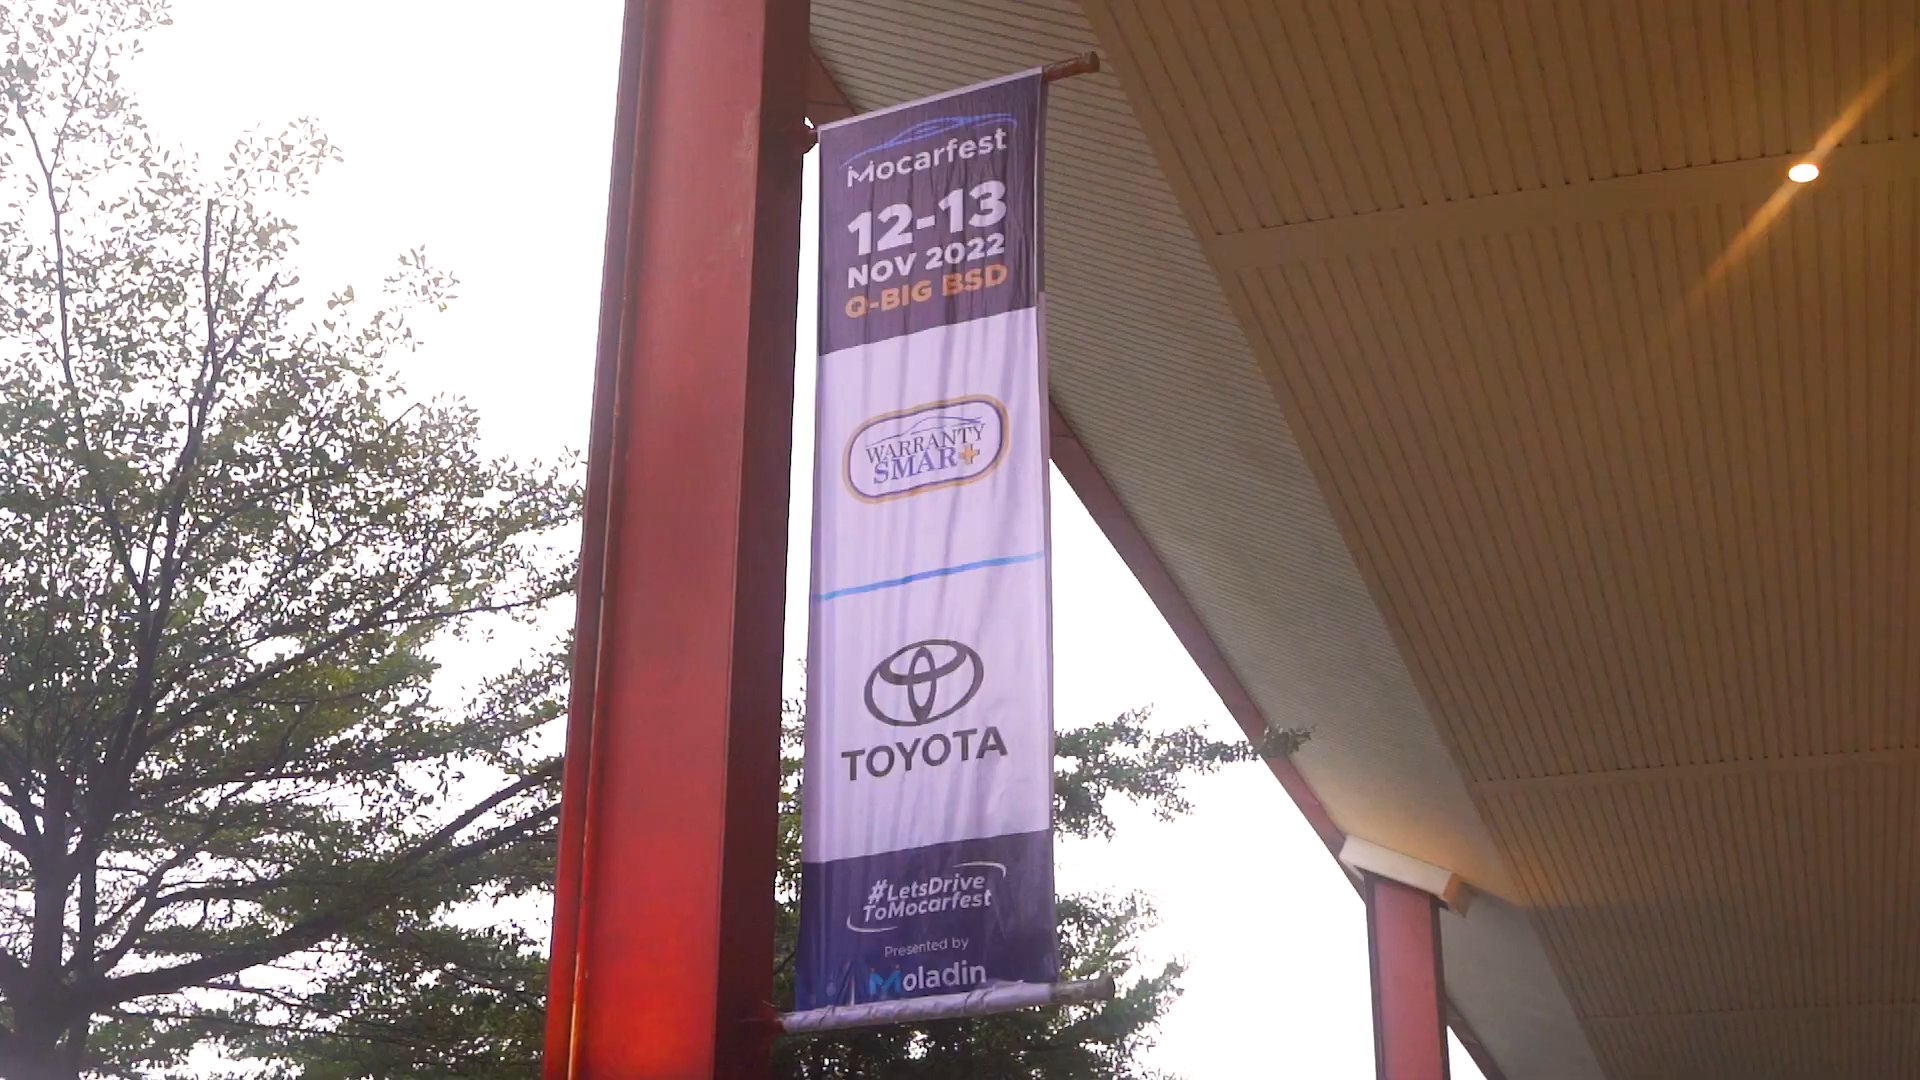 Mocarfest
12-13
NOV 2022
Q-BIG BSD
WARRANTY
SMAR+
TOYOTA
#LetsDrive
ToMocarfest
Presented by
Moladin